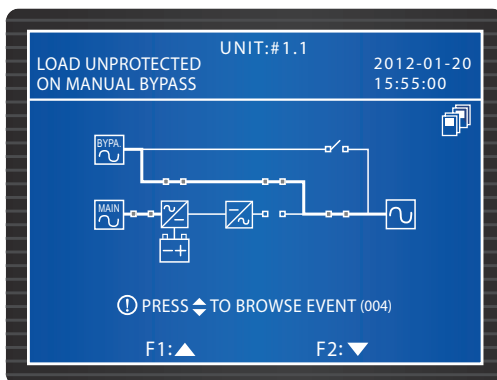 UNIT:#1.1
LOAD UNPROTECTED
2012-01-20
ON MANUAL BYPASS
15:55:00
BYPA.
MAIN
PRESS TO BROWSE EVENT (004)
F1: F2: